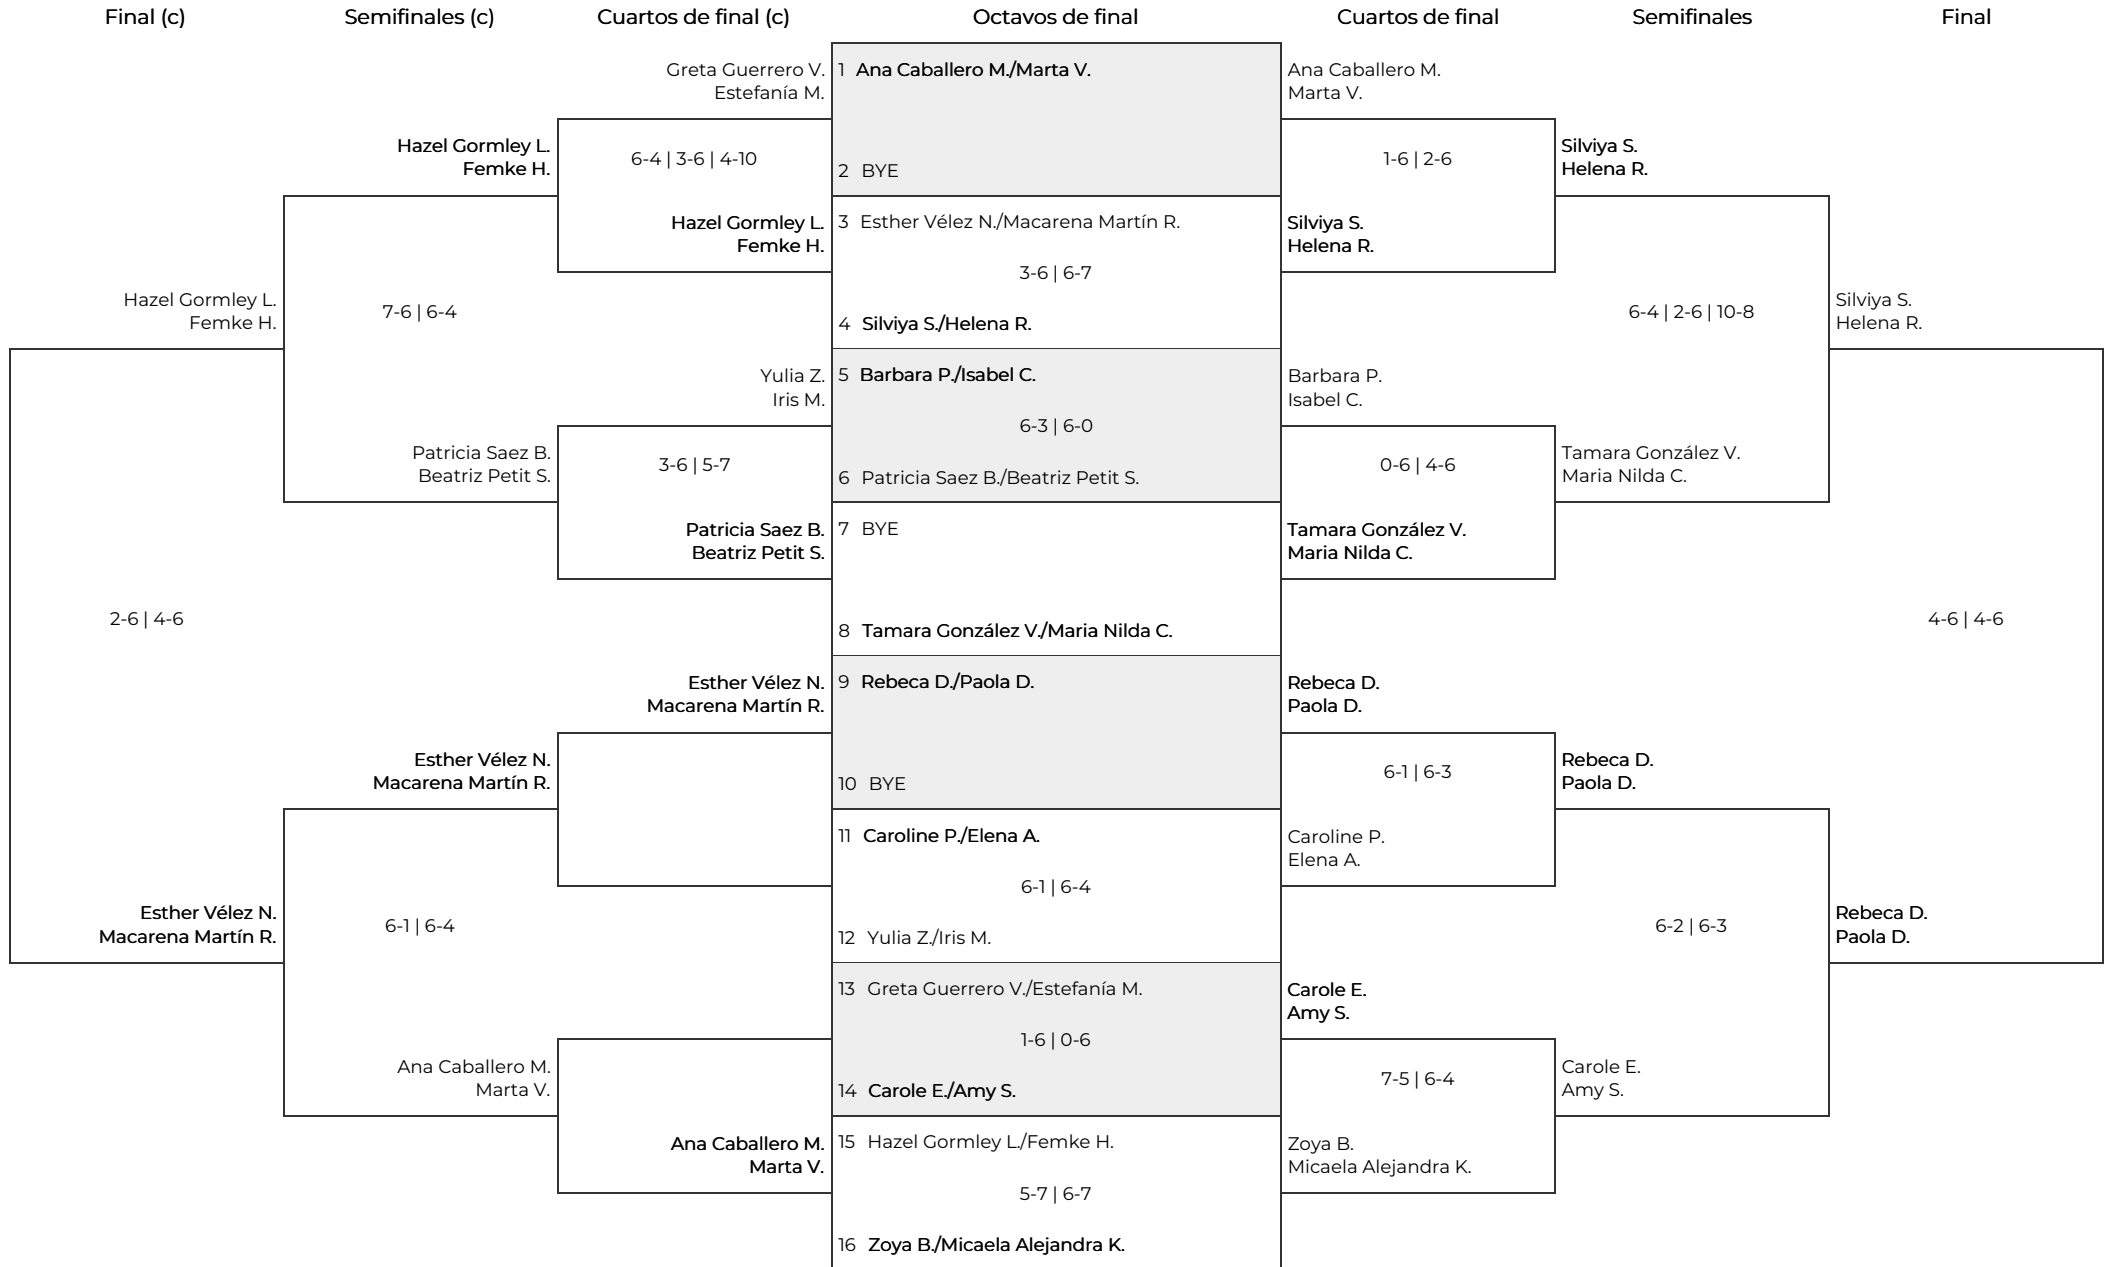 Final (c)
Semifinales (c)
Cuartos de final (c)
Octavos de final
Cuartos de final
Semifinales
Final
Hazel Gormley L.
Femke H.
2-6 | 4-6
Esther Vélez N.
Macarena Martín R.
Hazel Gormley L.
Femke H.
7-6 | 6-4
Patricia Saez B.
Beatriz Petit S.
Esther Vélez N.
Macarena Martín R.
6-1 | 6-4
Ana Caballero M.
Marta V.
Greta Guerrero V.
Estefanía M.
6-4 | 3-6 | 4-10
Hazel Gormley L.
Femke H.
Yulia Z.
Iris M.
3-6 | 5-7
Patricia Saez B.
Beatriz Petit S.
Esther Vélez N.
Macarena Martín R.
Ana Caballero M.
Marta V.
1 Ana Caballero M./Marta V.
2 BYE
3 Esther Vélez N./Macarena Martín R.
3-6 | 6-7
4 Silviya S./Helena R.
5 Barbara P./Isabel C.
6-3 | 6-0
6 Patricia Saez B./Beatriz Petit S.
7 BYE
8 Tamara González V./Maria Nilda C.
9 Rebeca D./Paola D.
10 BYE
11 Caroline P./Elena A.
6-1 | 6-4
12 Yulia Z./Iris M.
13 Greta Guerrero V./Estefanía M.
1-6 | 0-6
14 Carole E./Amy S.
15 Hazel Gormley L./Femke H.
5-7 | 6-7
16 Zoya B./Micaela Alejandra K.
Ana Caballero M.
Marta V.
1-6 | 2-6
Silviya S.
Helena R.
Barbara P.
Isabel C.
0-6 | 4-6
Tamara González V.
Maria Nilda C.
Rebeca D.
Paola D.
6-1 | 6-3
Caroline P.
Elena A.
Carole E.
Amy S.
7-5 | 6-4
Zoya B.
Micaela Alejandra K.
Silviya S.
Helena R.
6-4 | 2-6 | 10-8
Tamara González V.
Maria Nilda C.
Rebeca D.
Paola D.
6-2 | 6-3
Carole E.
Amy S.
Silviya S.
Helena R.
4-6 | 4-6
Rebeca D.
Paola D.